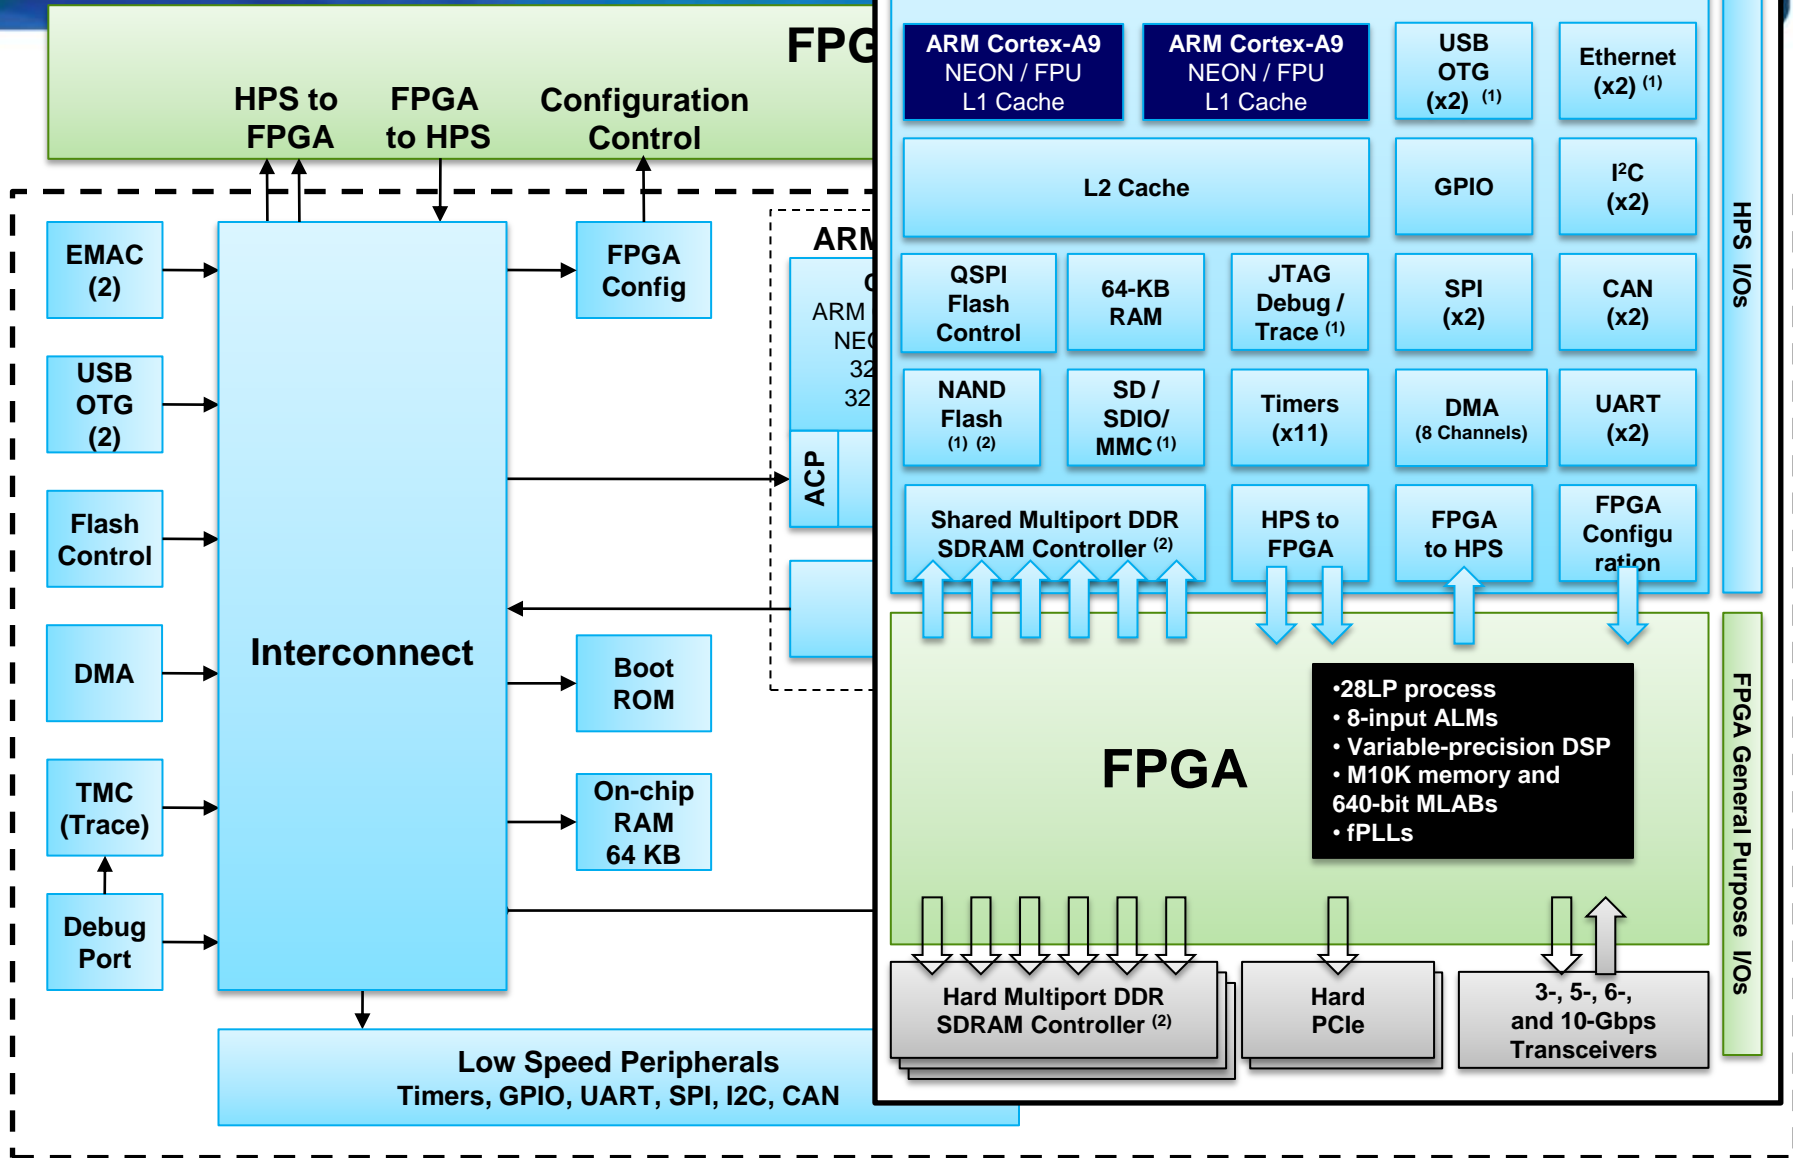 FPG
HPS to
FPGA
FPGA
to HPS
Configuration
Control
EMAC
(2)
USB
OTG
(2)
Flash
Control
DMA
TMC
(Trace)
Debug
Port
Interconnect
FPGA
Config
Boot
ROM
On-chip
RAM
64 KB
ARM
ARM
NEO
32
32
ACP
Low Speed Peripherals
Timers, GPIO, UART, SPI, I2C, CAN
ARM Cortex-A9
NEON / FPU
L1 Cache
ARM Cortex-A9
NEON / FPU
L1 Cache
USB
OTG
(x2) (1)
Ethernet
(x2) (1)
L2 Cache
GPIO
I²C
(x2)
QSPI
Flash
Control
64-KB
RAM
JTAG
Debug /
Trace (1)
SPI
(x2)
CAN
(x2)
NAND
Flash
(1) (2)
SD /
SDIO/
MMC (1)
Timers
(x11)
DMA
(8 Channels)
UART
(x2)
Shared Multiport DDR
SDRAM Controller (2)
HPS to
FPGA
FPGA
to HPS
FPGA
Configu
ration
HPS I/Os
FPGA
•28LP process
• 8-input ALMs
• Variable-precision DSP
• M10K memory and
640-bit MLABs
• fPLLs
FPGA General Purpose I/Os
Hard Multiport DDR
SDRAM Controller (2)
Hard
PCIe
3-, 5-, 6-,
and 10-Gbps
Transceivers